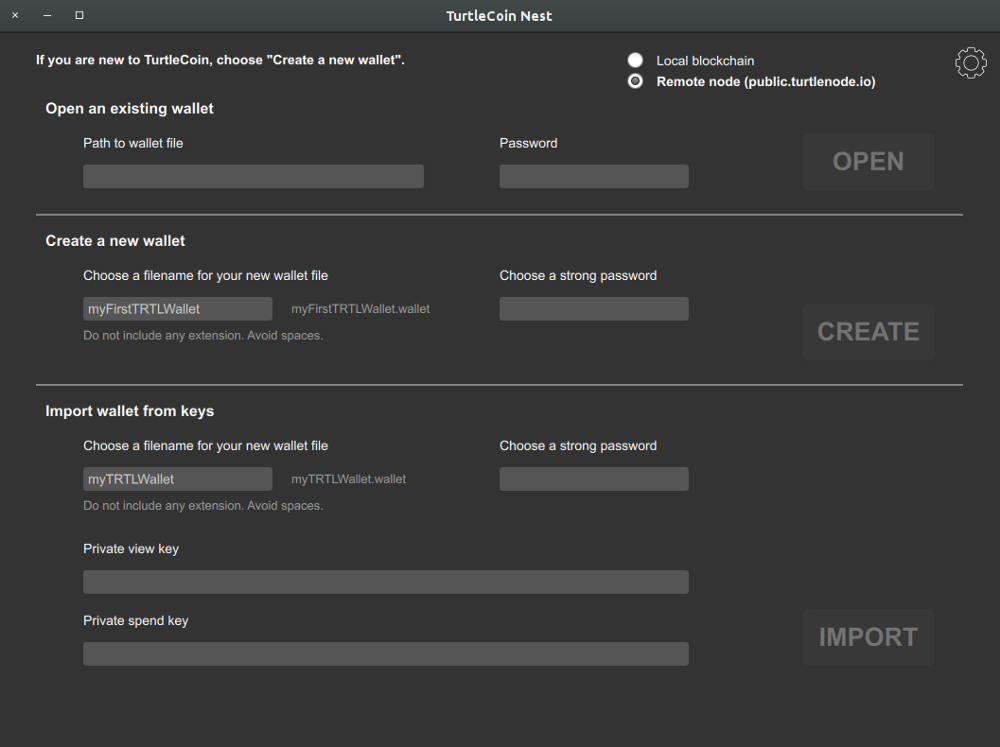 TurtleCoin Nest
If you are new to TurtleCoin, choose "Create a new wallet".
Local blockchain
Remote node (public.turtlenode.io)
Open an existing wallet
Path to wallet file
Password
OPEN
Create a new wallet
Choose a filename for your new wallet file
Choose a strong password
myFirstTRTLWallet
myFirstTRTLWallet.wallet
Do not include any extension. Avoid spaces.
CREATE
Import wallet from keys
Choose a filename for your new wallet file
Choose a strong password
myTRTLWallet
myTRTLWallet.wallet
Do not include any extension. Avoid spaces.
Private view key
Private spend key
IMPORT